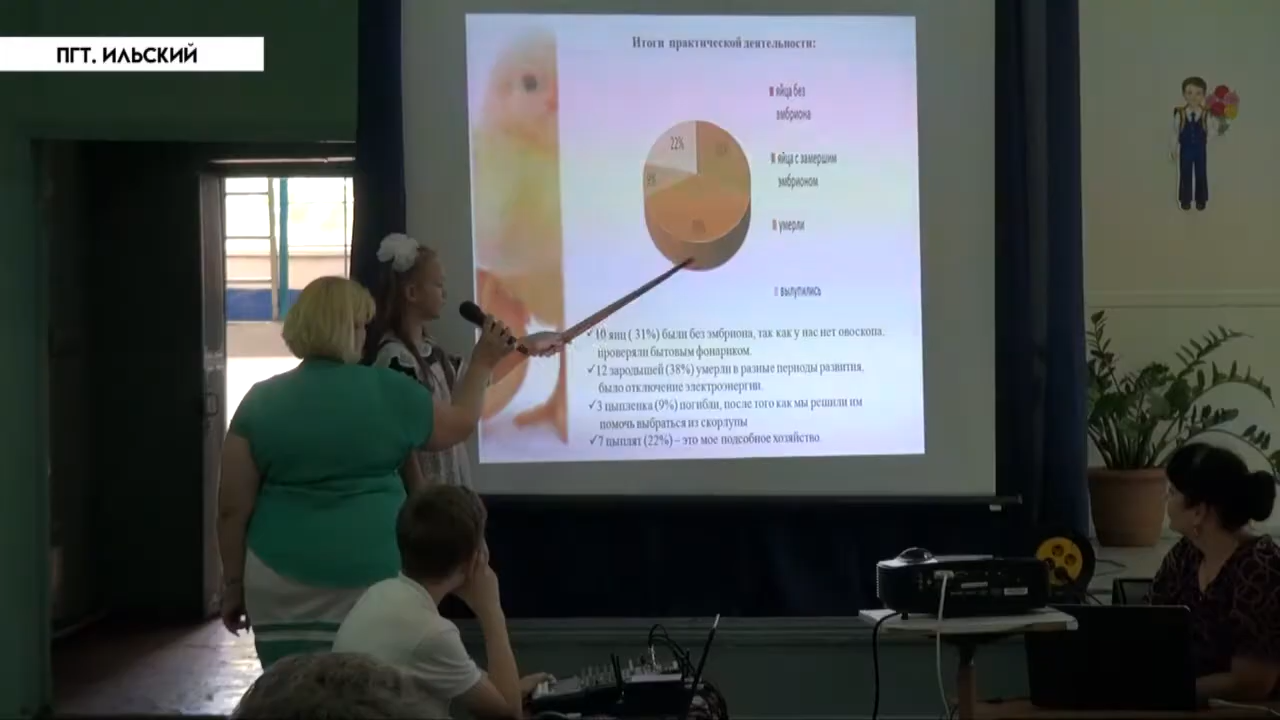 ПГТ. ИЛЬСКИЙ
Итоги практической деятельности:
яйца без
эмбриона
яйца с замершим
эмбрионом
умерли
вылупились
22%
9%
✓10 яиц ( 31%) были без эмбриона, так как у нас нет овоскопа,
проверяли бытовым фонариком.
✓12 зародышей (38%) умерли в разные периоды развития,
было отключение электроэнергии.
✓3 цыпленка (9%) погибли, после того как мы решили им
помочь выбраться из скорлупы
✓7 цыплят (22%) – это мое подсобное хозяйство.